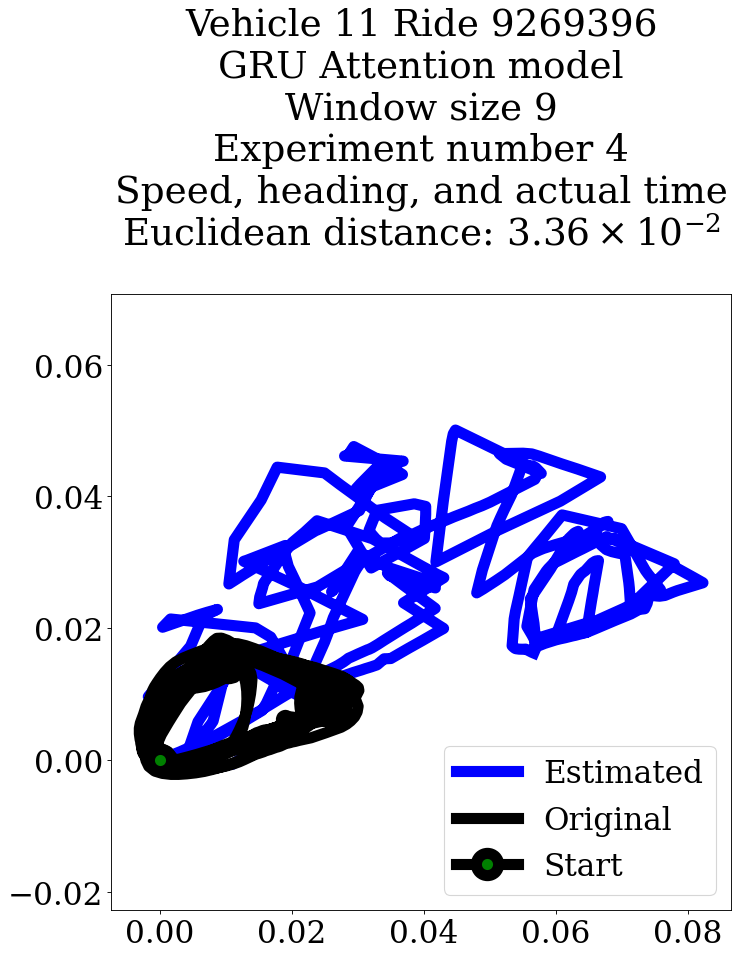 Vehicle 11 Ride 9269396
GRU Attention model
Window size 9
Experiment number 4
Speed, heading, and actual time
Euclidean distance: 3.36 × 10⁻²
0.06
0.04
0.02
0.00
−0.02
0.00 0.02 0.04 0.06 0.08
Estimated
Original
Start